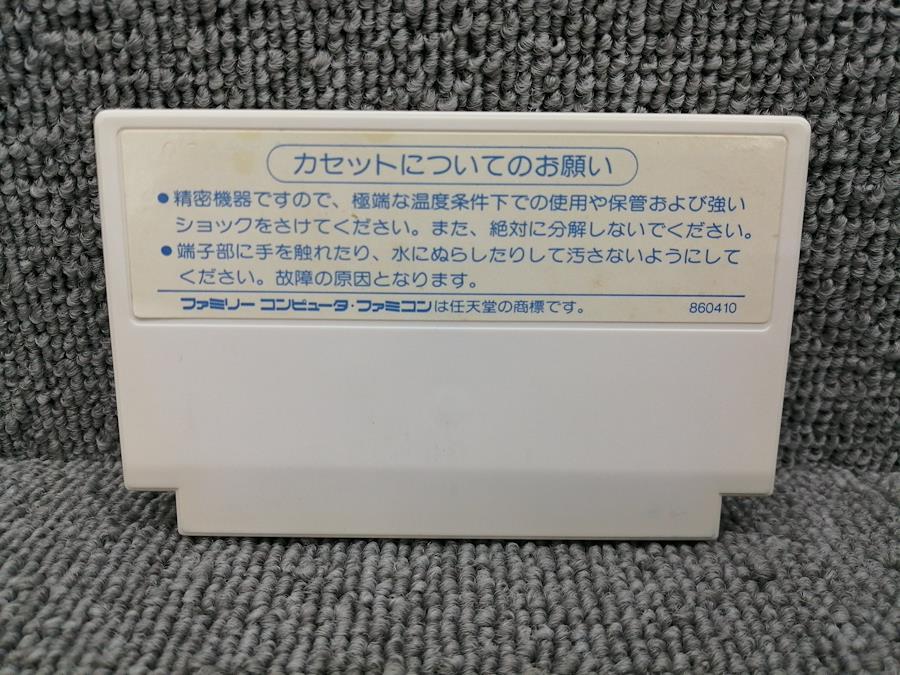 カセットについてのお願い
●精密機器ですので、極端な温度条件下での使用や保管および強い
ショックをさけてください。また、絶対に分解しないでください。
●端子部に手を触れたり、水にぬらしたりして汚さないようにして
ください。故障の原因となります。
ファミリー コンピュータ・ファミコンは任天堂の商標です。 860410